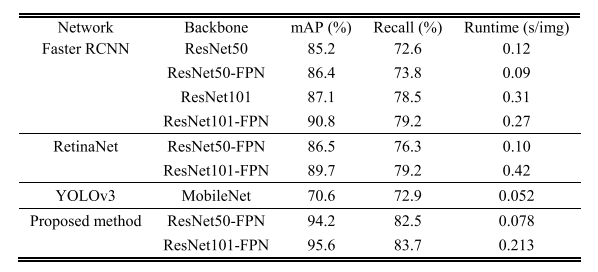 Network Backbone mAP (%) Recall (%) Runtime (s/img)
Faster RCNN ResNet50 85.2 72.6 0.12
ResNet50-FPN 86.4 73.8 0.09
ResNet101 87.1 78.5 0.31
ResNet101-FPN 90.8 79.2 0.27
RetinaNet ResNet50-FPN 86.5 76.3 0.10
ResNet101-FPN 89.7 79.2 0.42
YOLOv3 MobileNet 70.6 72.9 0.052
Proposed method ResNet50-FPN 94.2 82.5 0.078
ResNet101-FPN 95.6 83.7 0.213